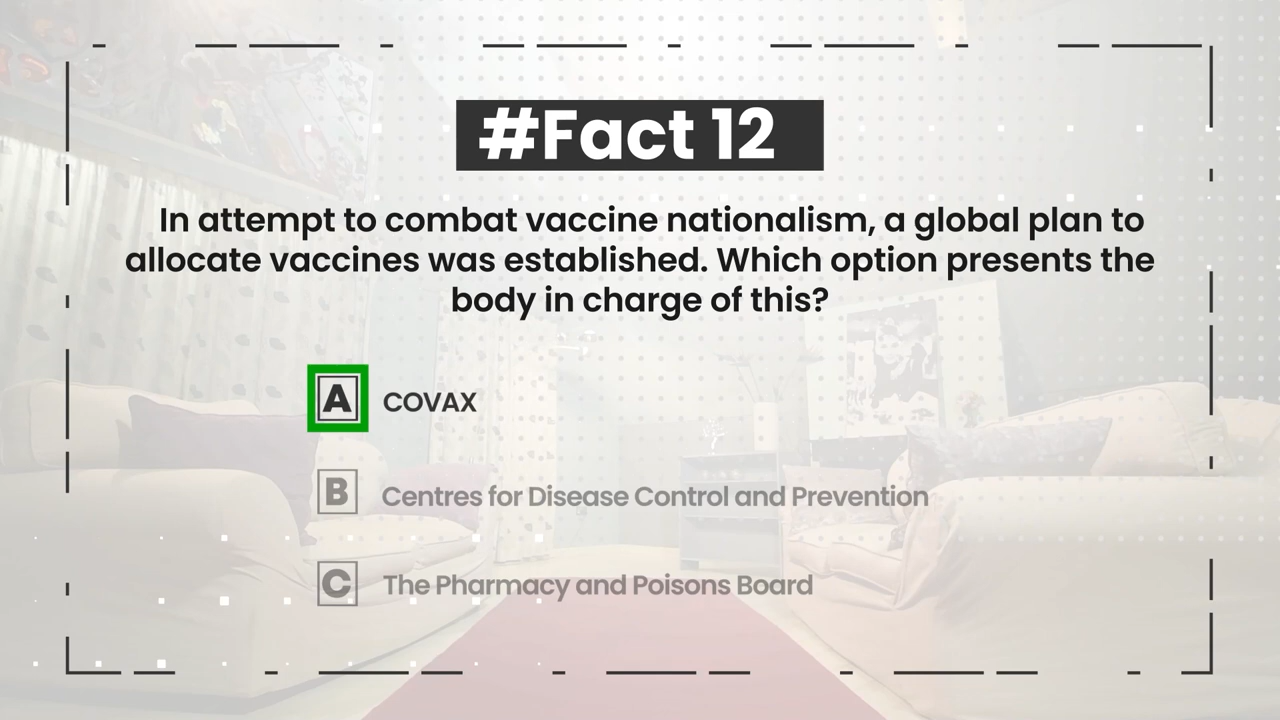 #Fact 12
In attempt to combat vaccine nationalism, a global plan to
allocate vaccines was established. Which option presents the
body in charge of this?
A COVAX
B Centres for Disease Control and Prevention
C The Pharmacy and Poisons Board